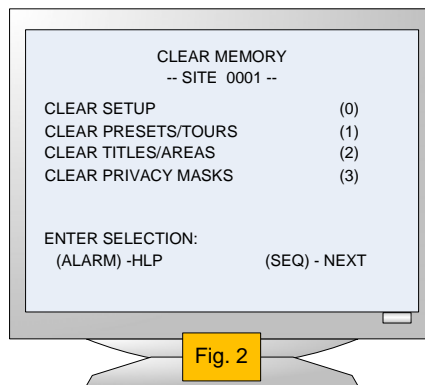 CLEAR MEMORY
-- SITE 0001 --
CLEAR SETUP (0)
CLEAR PRESETS/TOURS (1)
CLEAR TITLES/AREAS (2)
CLEAR PRIVACY MASKS (3)
ENTER SELECTION:
(ALARM) -HLP (SEQ) - NEXT
Fig. 2